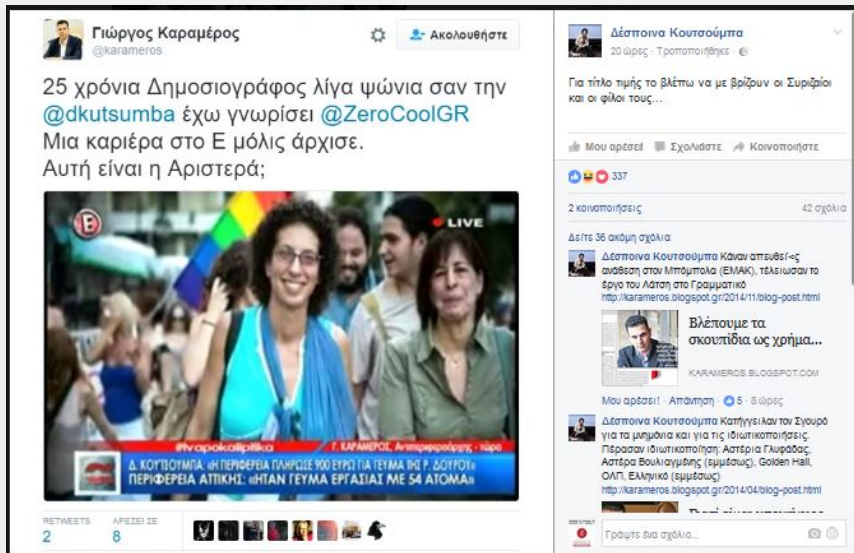 Γιώργος Καραμέρος
@karameros
Ακολουθήστε
25 χρόνια Δημοσιογράφος λίγα ψώνια σαν την
@dkutsumba έχω γνωρίσει @ZeroCoolGR
Μια καριέρα στο Ε μόλις άρχισε.
Αυτή είναι η Αριστερά;
E
LIVE
#tvapokaliptika
Γ. ΚΑΡΑΜΕΡΟΣ, Αντιπεριφερειάρχης - τώρα
Δ. ΚΟΥΤΣΟΥΜΠΑ: «Η ΠΕΡΙΦΕΡΕΙΑ ΠΛΗΡΩΣΕ 900 ΕΥΡΩ ΓΙΑ ΓΕΥΜΑ ΤΗΣ Ρ. ΔΟΥΡΟΥ»
ΠΕΡΙΦΕΡΕΙΑ ΑΤΤΙΚΗΣ: «ΗΤΑΝ ΓΕΥΜΑ ΕΡΓΑΣΙΑΣ ΜΕ 54 ΑΤΟΜΑ»
RETWEETS
2
ΑΡΕΣΕΙ ΣΕ
8
Δέσποινα Κουτσούμπα
20 ώρες · Τροποποιήθηκε ·
Για τίτλο τιμής το βλέπω να με βρίζουν οι Συριζαίοι
και οι φίλοι τους...
Μου αρέσει! Σχολιάστε Κοινοποιήστε
337
2 κοινοποιήσεις
42 σχόλια
Δείτε 36 ακόμη σχόλια
Δέσποινα Κουτσούμπα Κάναν απευθεί<ς
ανάθεση στον Μπόμπολα (ΕΜΑΚ), τέλειωσαν το
έργο του Λάτση στο Γραμματικό
http://karameros.blogspot.gr/2014/11/blog-post.html
Βλέπουμε τα
σκουπίδια ως χρήμα...
KARAMEROS.BLOGSPOT.COM
Μου αρέσει! · Απάντηση · 5 · 8 ώρες
Δέσποινα Κουτσούμπα Κατήγγειλαν τον Σγουρό
για τα μνημόνια και για τις ιδιωτικοποιήσεις.
Πέρασαν ιδιωτικοποίηση: Αστέρια Γλυφάδας,
Αστέρα Βουλιαγμένης (εμμέσως), Golden Hall,
ΟΛΠ, Ελληνικό (εμμέσως)
http://karameros.blogspot.gr/2014/04/blog-post.html
Γράψτε ένα σχόλιο...